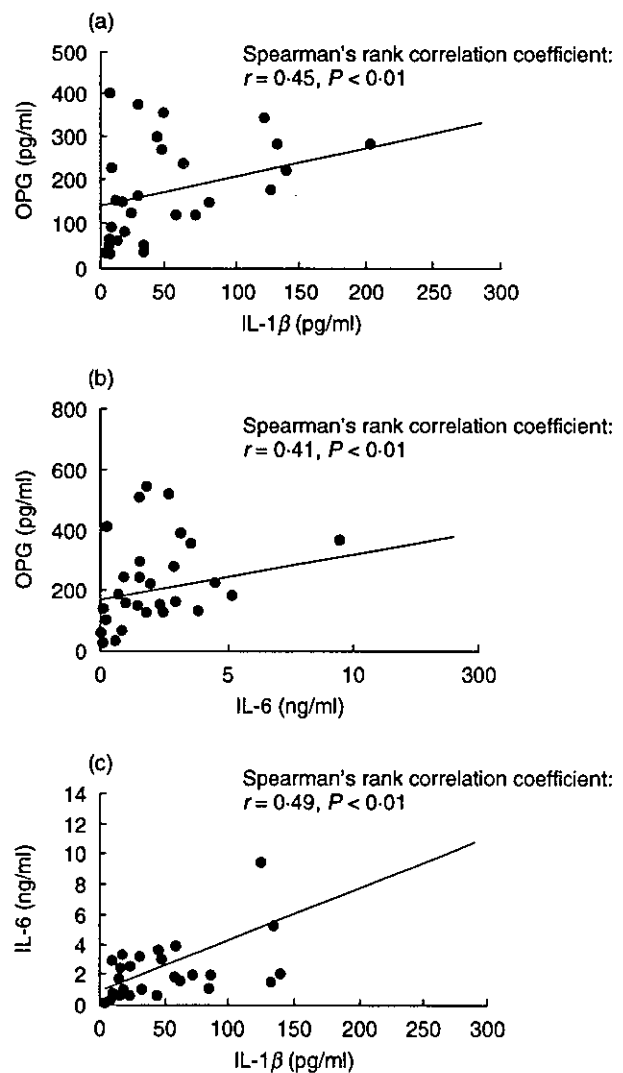 (a)
Spearman's rank correlation coefficient:
r = 0·45, P < 0·01
500
400
300
200
100
0
OPG (pg/ml)
0 50 100 150 200 250 300
IL-1β (pg/ml)
(b)
Spearman's rank correlation coefficient:
r = 0·41, P < 0·01
800
600
400
200
0
OPG (pg/ml)
0 5 10 300
IL-6 (ng/ml)
(c)
Spearman's rank correlation coefficient:
r = 0·49, P < 0·01
14
12
10
8
6
4
2
0
IL-6 (ng/ml)
0 50 100 150 200 250 300
IL-1β (pg/ml)